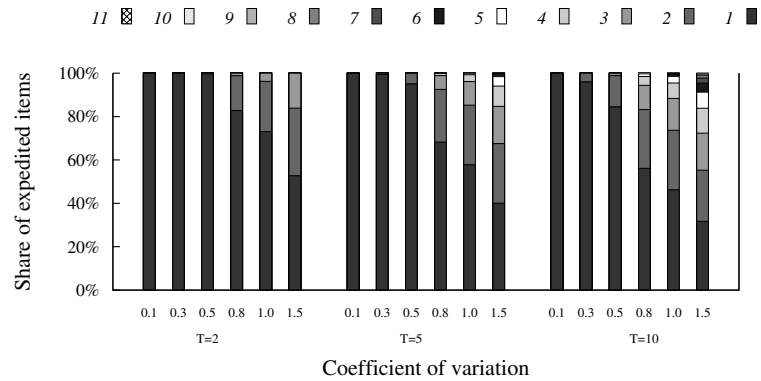 11 10 9 8 7 6 5 4 3 2 1
Share of expedited items
100%
80%
60%
40%
20%
0%
0.1 0.3 0.5 0.8 1.0 1.5 0.1 0.3 0.5 0.8 1.0 1.5 0.1 0.3 0.5 0.8 1.0 1.5
T=2 T=5 T=10
Coefficient of variation